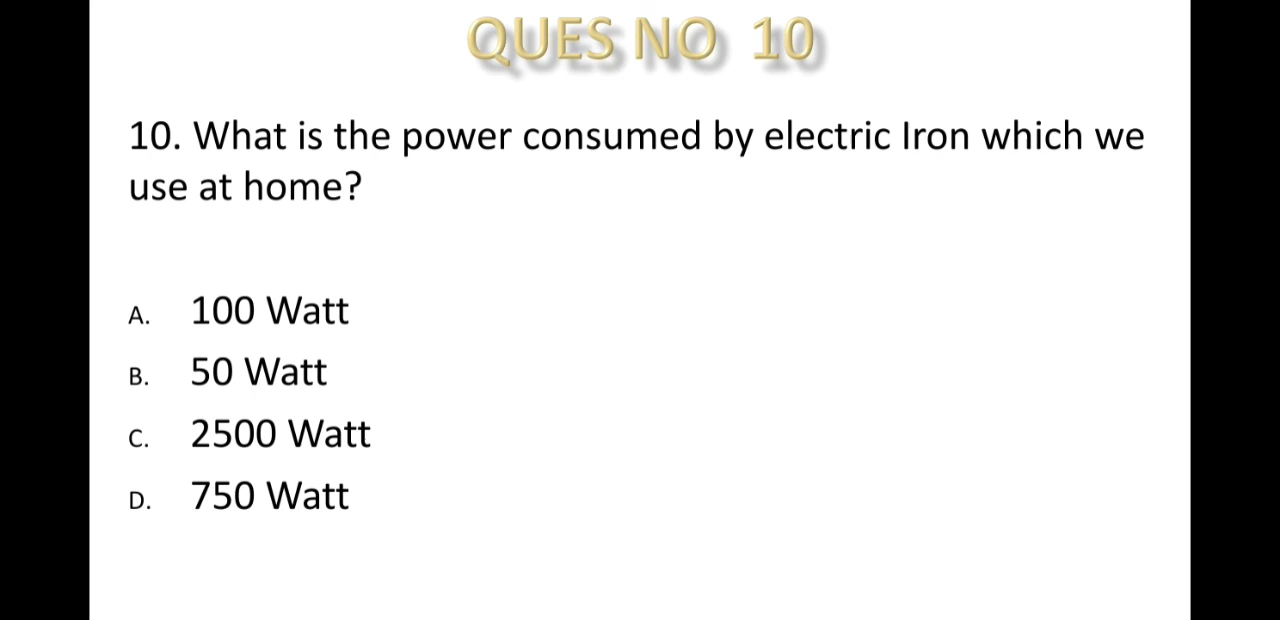 QUES NO 10
10. What is the power consumed by electric Iron which we
use at home?
A. 100 Watt
B. 50 Watt
C. 2500 Watt
D. 750 Watt